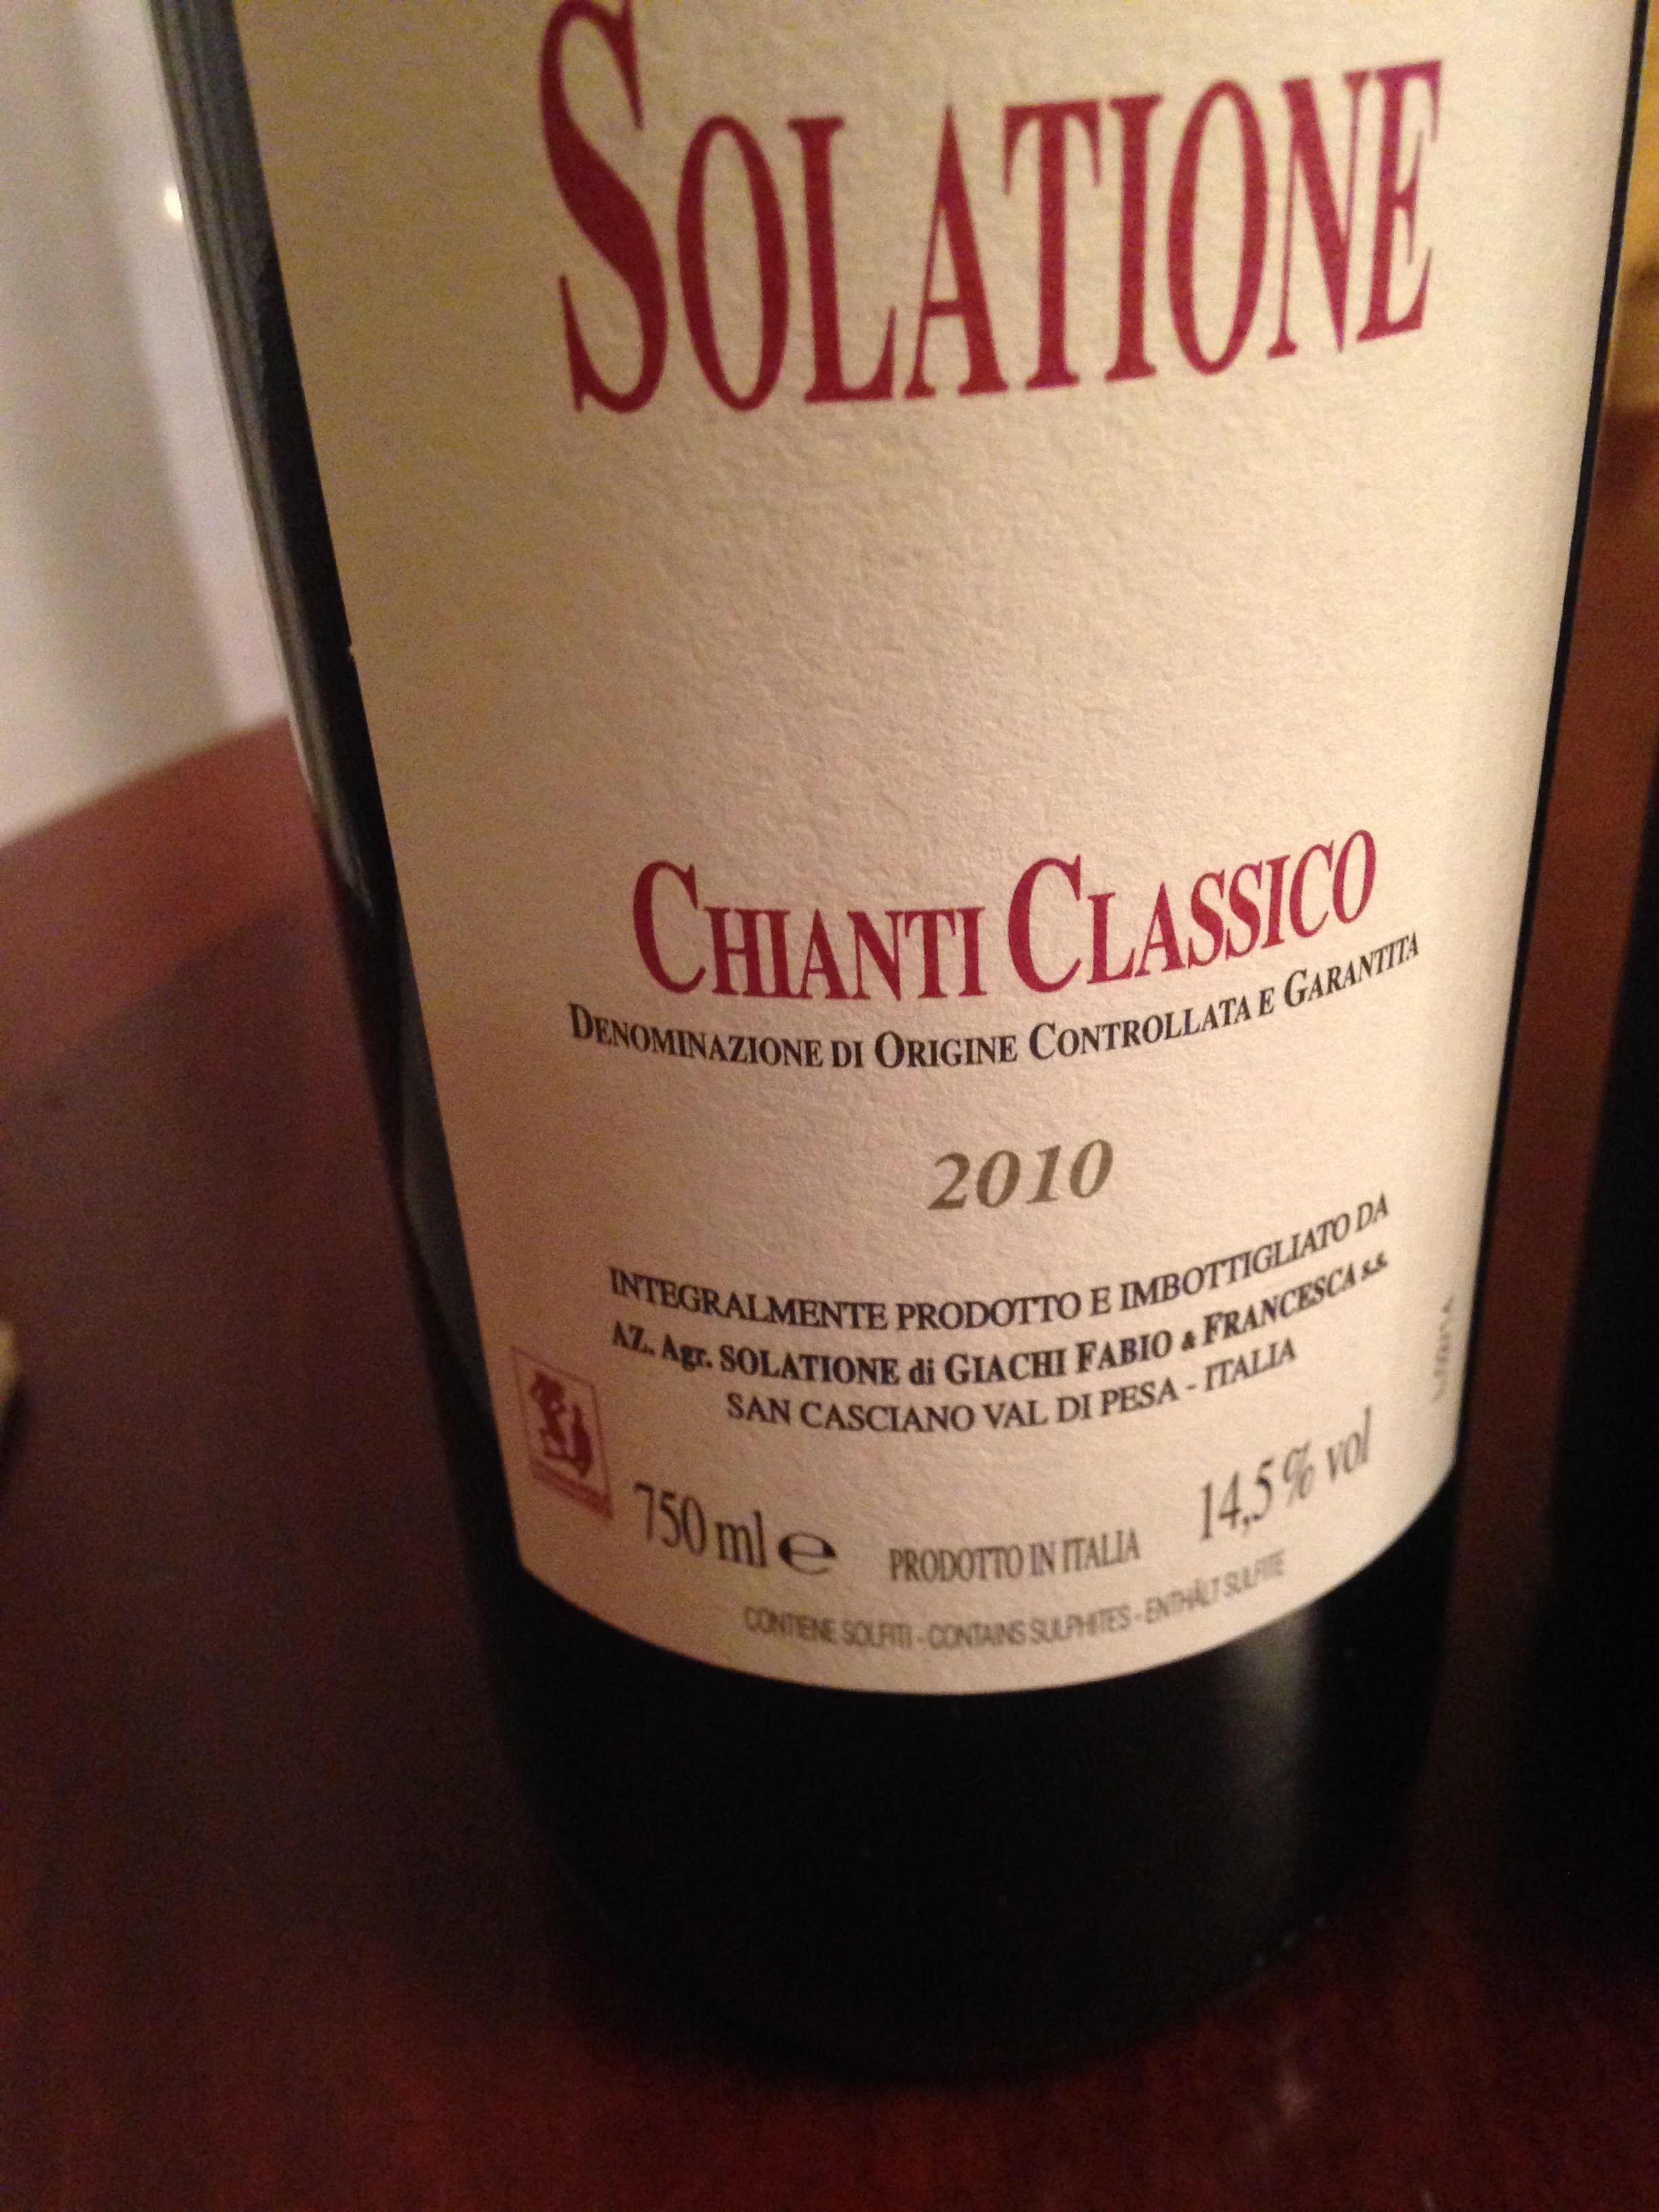 SOLATIONE
CHIANTI CLASSICO
DENOMINAZIONE DI ORIGINE CONTROLLATA E GARANTITA
2010
INTEGRALMENTE PRODOTTO E IMBOTTIGLIATO DA
AZ. Agr. SOLATIONE di GIACHI FABIO & FRANCESCA s.s.
SAN CASCIANO VAL DI PESA - ITALIA
750 ml e PRODOTTO IN ITALIA 14,5% vol
CONTIENE SOLFITI - CONTAINS SULPHITES - ENTHÄLT SULFITE